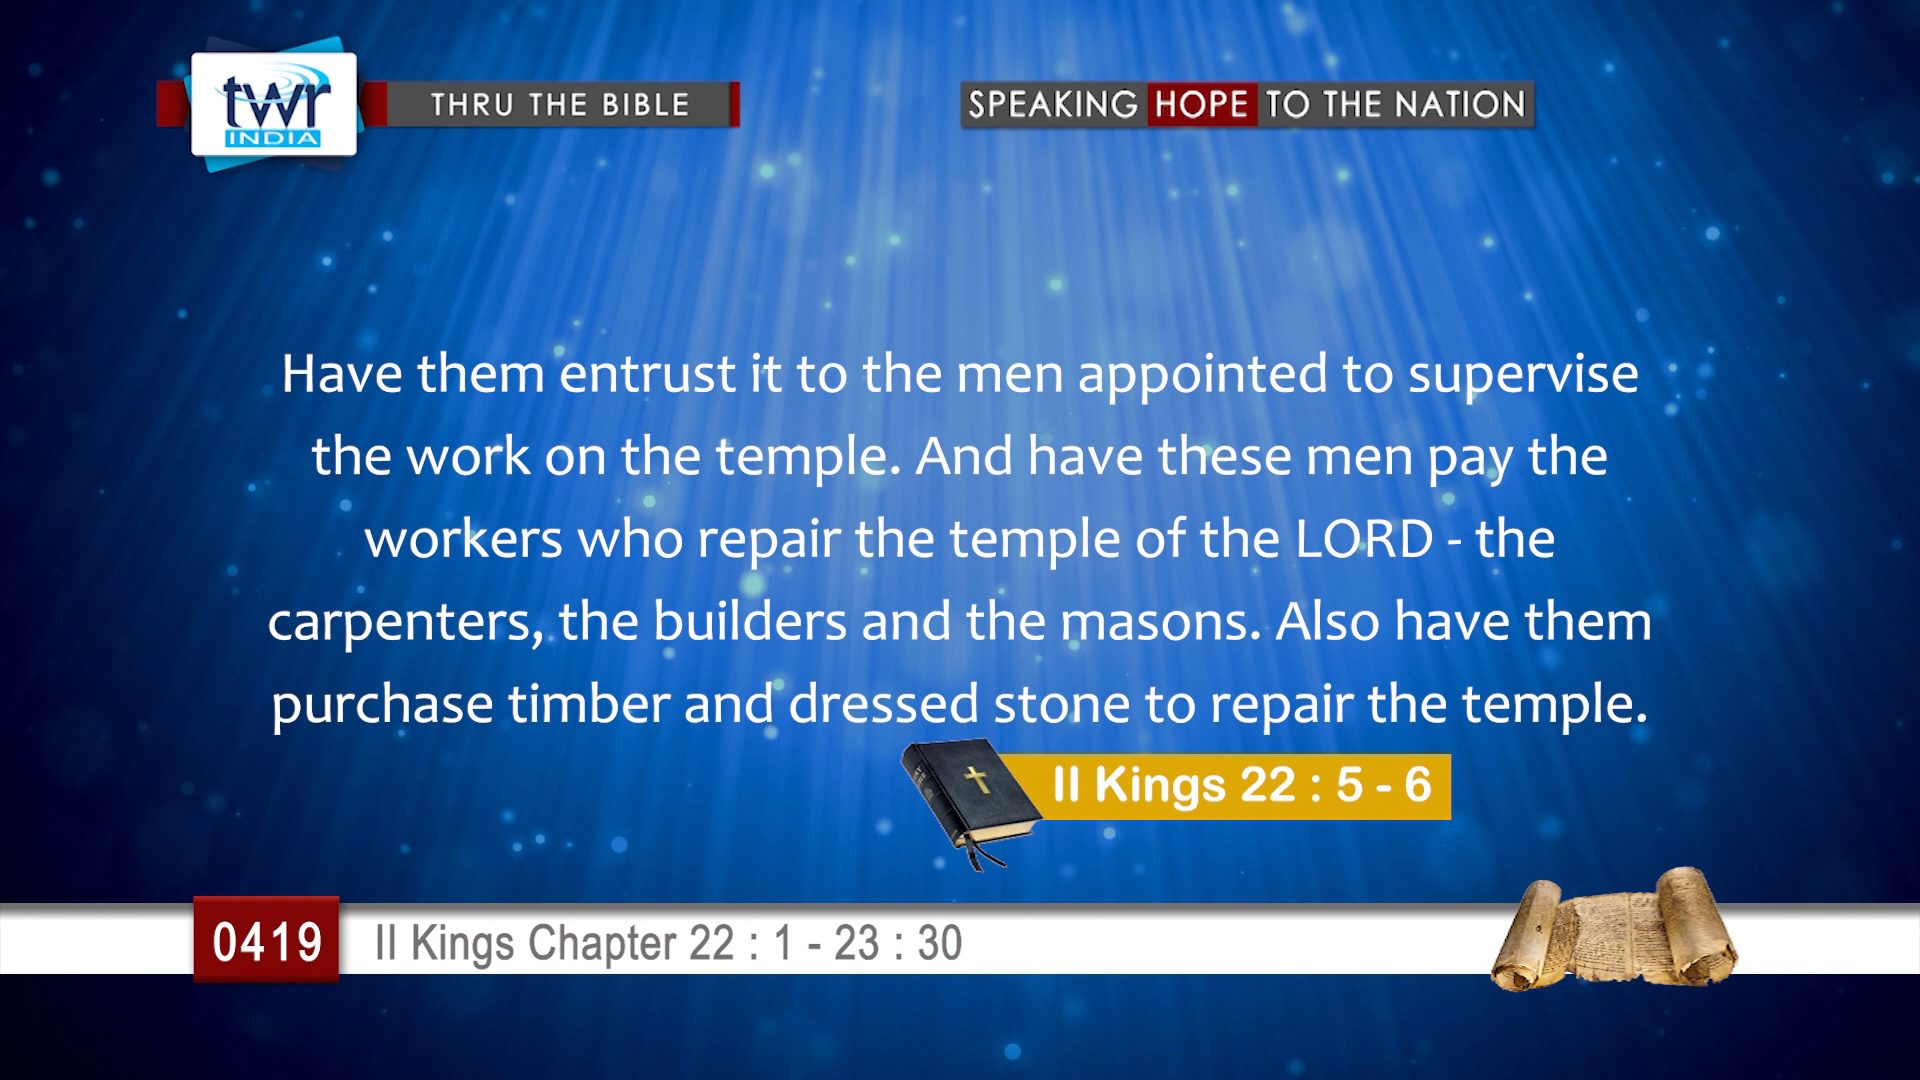 twr
INDIA
THRU THE BIBLE
SPEAKING HOPE TO THE NATION
Have them entrust it to the men appointed to supervise
the work on the temple. And have these men pay the
workers who repair the temple of the LORD - the
carpenters, the builders and the masons. Also have them
purchase timber and dressed stone to repair the temple.
II Kings 22 : 5 - 6
0419
II Kings Chapter 22 : 1 - 23 : 30